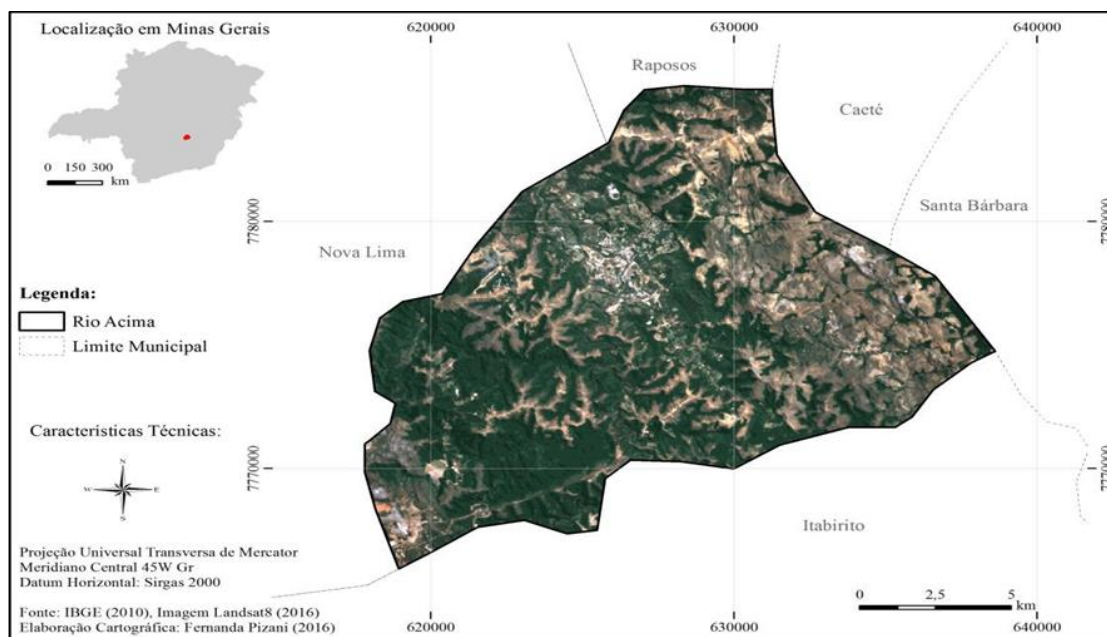 Localização em Minas Gerais
0 150 300
km
Legenda:
Rio Acima
Limite Municipal
Características Técnicas:
N
W E
S
Projeção Universal Transversa de Mercator
Meridiano Central 45W Gr
Datum Horizontal: Sirgas 2000
Fonte: IBGE (2010), Imagem Landsat8 (2016)
Elaboração Cartográfica: Fernanda Pizani (2016)
620000 630000 640000
Raposos
Caeté
Santa Bárbara
7780000 7780000
Nova Lima
7770000 7770000
Itabirito
0 2,5 5
km
620000 630000 640000